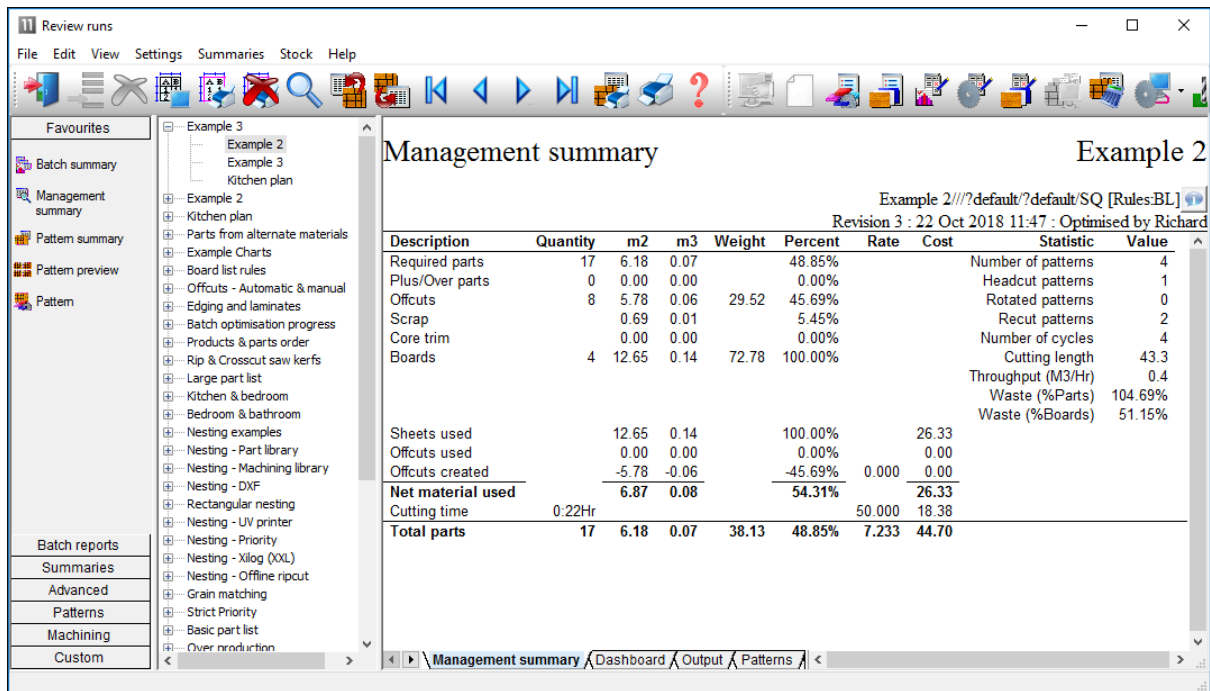 Review runs
File Edit View Settings Summaries Stock Help
Favourites
Batch summary
Management
summary
Pattern summary
Pattern preview
Pattern
Batch reports
Summaries
Advanced
Patterns
Machining
Custom
Example 3
Example 2
Example 3
Kitchen plan
Example 2
Kitchen plan
Parts from alternate materials
Example Charts
Board list rules
Offcuts - Automatic & manual
Edging and laminates
Batch optimisation progress
Products & parts order
Rip & Crosscut saw kerfs
Large part list
Kitchen & bedroom
Bedroom & bathroom
Nesting examples
Nesting - Part library
Nesting - Machining library
Nesting - DXF
Rectangular nesting
Nesting - UV printer
Nesting - Priority
Nesting - Xilog (XXL)
Nesting - Offline ripcut
Grain matching
Strict Priority
Basic part list
Over production
Management summary Example 2
Example 2///?default/?default/SQ [Rules:BL]
Revision 3 : 22 Oct 2018 11:47 : Optimised by Richard
Description Quantity m2 m3 Weight Percent Rate Cost Statistic Value
Required parts 17 6.18 0.07 48.85% Number of patterns 4
Plus/Over parts 0 0.00 0.00 0.00% Headcut patterns 1
Offcuts 8 5.78 0.06 29.52 45.69% Rotated patterns 0
Scrap 0.69 0.01 5.45% Recut patterns 2
Core trim 0.00 0.00 0.00% Number of cycles 4
Boards 4 12.65 0.14 72.78 100.00% Cutting length 43.3
Throughput (M3/Hr) 0.4
Waste (%Parts) 104.69%
Waste (%Boards) 51.15%
Sheets used 12.65 0.14 100.00% 26.33
Offcuts used 0.00 0.00 0.00% 0.00
Offcuts created -5.78 -0.06 -45.69% 0.000 0.00
Net material used 6.87 0.08 54.31% 26.33
Cutting time 0:22Hr 50.000 18.38
Total parts 17 6.18 0.07 38.13 48.85% 7.233 44.70
Management summary Dashboard Output Patterns